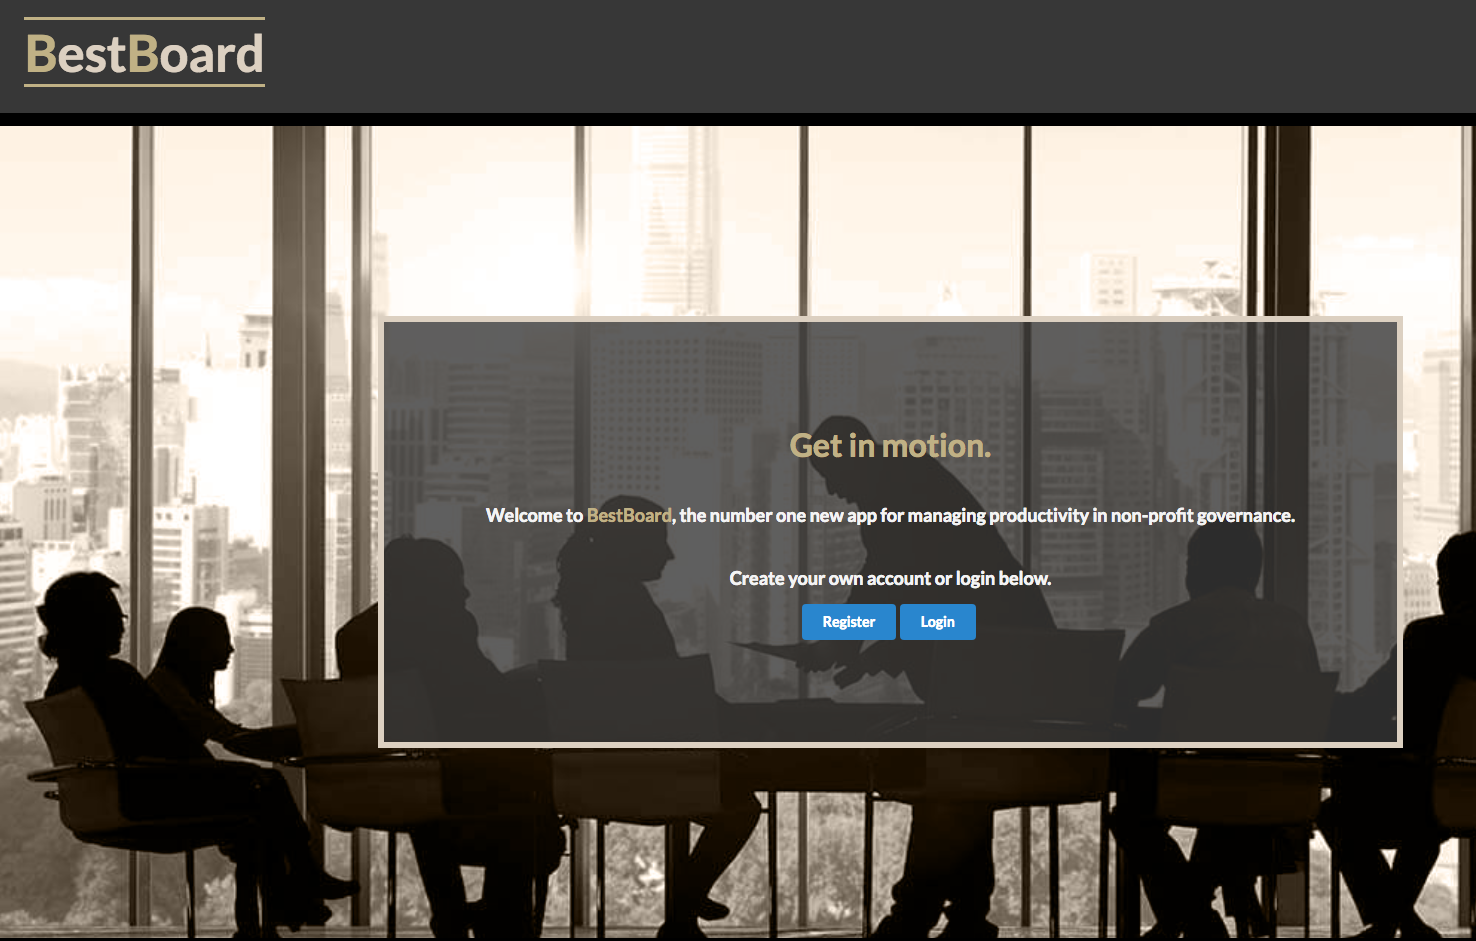 BestBoard
Get in motion.
Welcome to BestBoard, the number one new app for managing productivity in non-profit governance.
Create your own account or login below.
Register Login